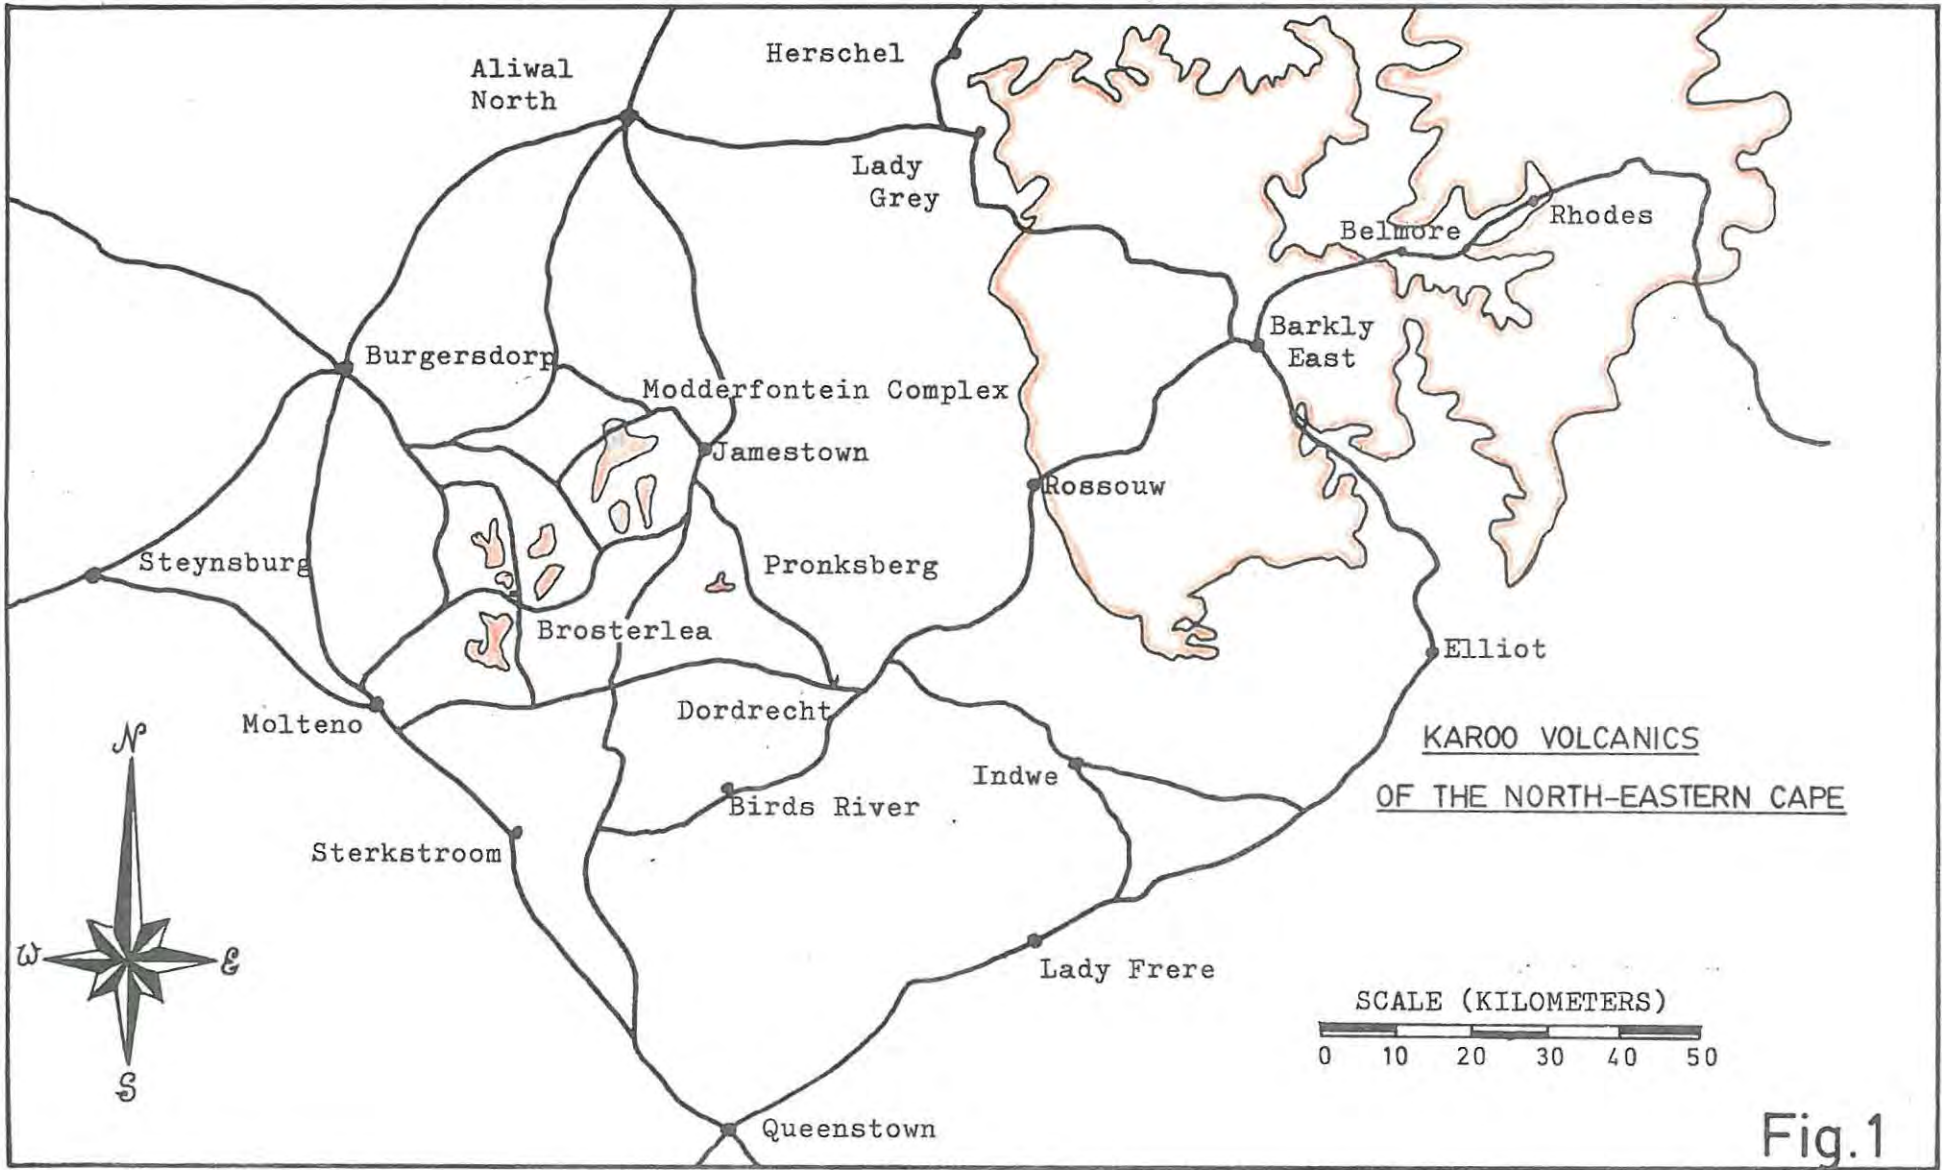 Aliwal
North
Herschel
Lady
Grey
Belmore
Rhodes
Barkly
East
Burgersdorp
Modderfontein Complex
Jamestown
Rossouw
Steynsburg
Pronksberg
Brosterlea
Elliot
Molteno
Dordrecht
KAROO VOLCANICS
OF THE NORTH-EASTERN CAPE
Indwe
Birds River
Sterkstroom
N
W
E
S
Lady Frere
SCALE (KILOMETERS)
0 10 20 30 40 50
Queenstown
Fig.1